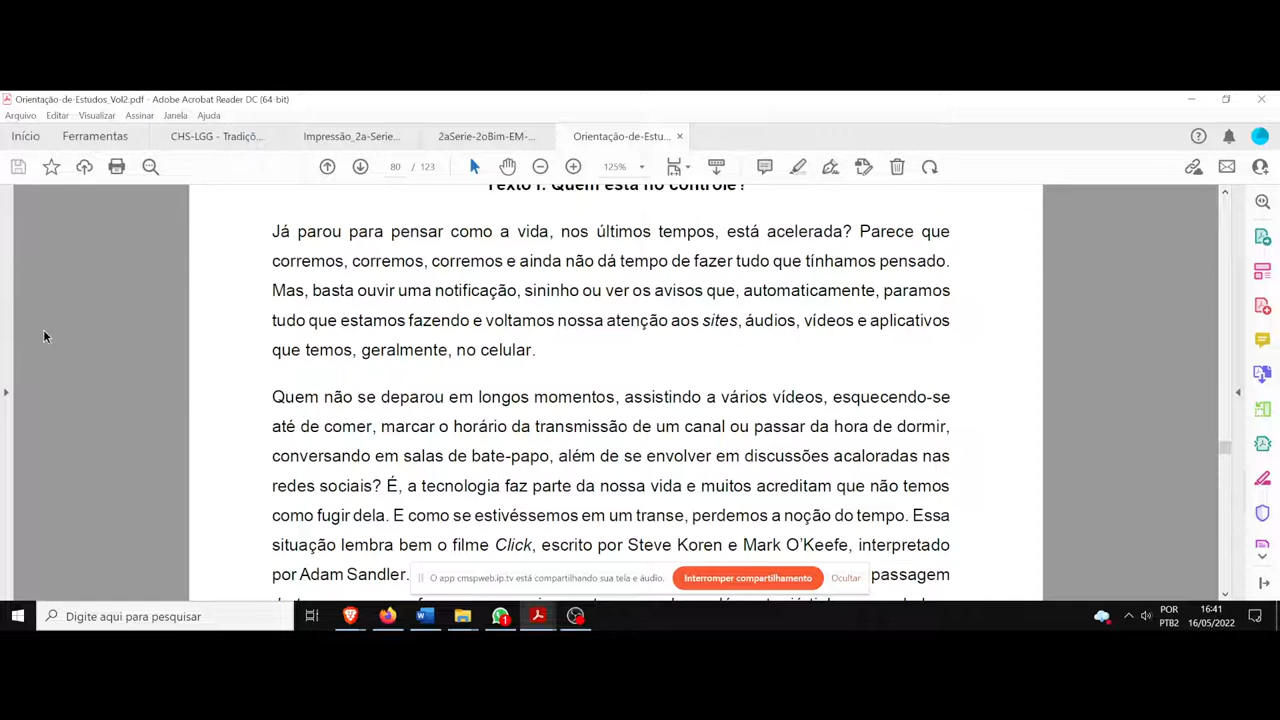 Orientação-de-Estudos_Vol2.pdf - Adobe Acrobat Reader DC (64-bit)
Arquivo Editar Visualizar Assinar Janela Ajuda
Início Ferramentas CHS-LGG - Tradiçõ... Impressão_2a-Serie... 2aSerie-2oBim-EM-... Orientação-de-Estu... ×
80 / 123 125%
Texto I: Quem está no controle?
Já parou para pensar como a vida, nos últimos tempos, está acelerada? Parece que
corremos, corremos, corremos e ainda não dá tempo de fazer tudo que tínhamos pensado.
Mas, basta ouvir uma notificação, sininho ou ver os avisos que, automaticamente, paramos
tudo que estamos fazendo e voltamos nossa atenção aos sites, áudios, vídeos e aplicativos
que temos, geralmente, no celular.
Quem não se deparou em longos momentos, assistindo a vários vídeos, esquecendo-se
até de comer, marcar o horário da transmissão de um canal ou passar da hora de dormir,
conversando em salas de bate-papo, além de se envolver em discussões acaloradas nas
redes sociais? É, a tecnologia faz parte da nossa vida e muitos acreditam que não temos
como fugir dela. E como se estivéssemos em um transe, perdemos a noção do tempo. Essa
situação lembra bem o filme Click, escrito por Steve Koren e Mark O'Keefe, interpretado
por Adam Sandler. passagem
O app cmspweb.ip.tv está compartilhando sua tela e áudio. Interromper compartilhamento Ocultar
Digite aqui para pesquisar
1
POR
PTB2
16:41
16/05/2022